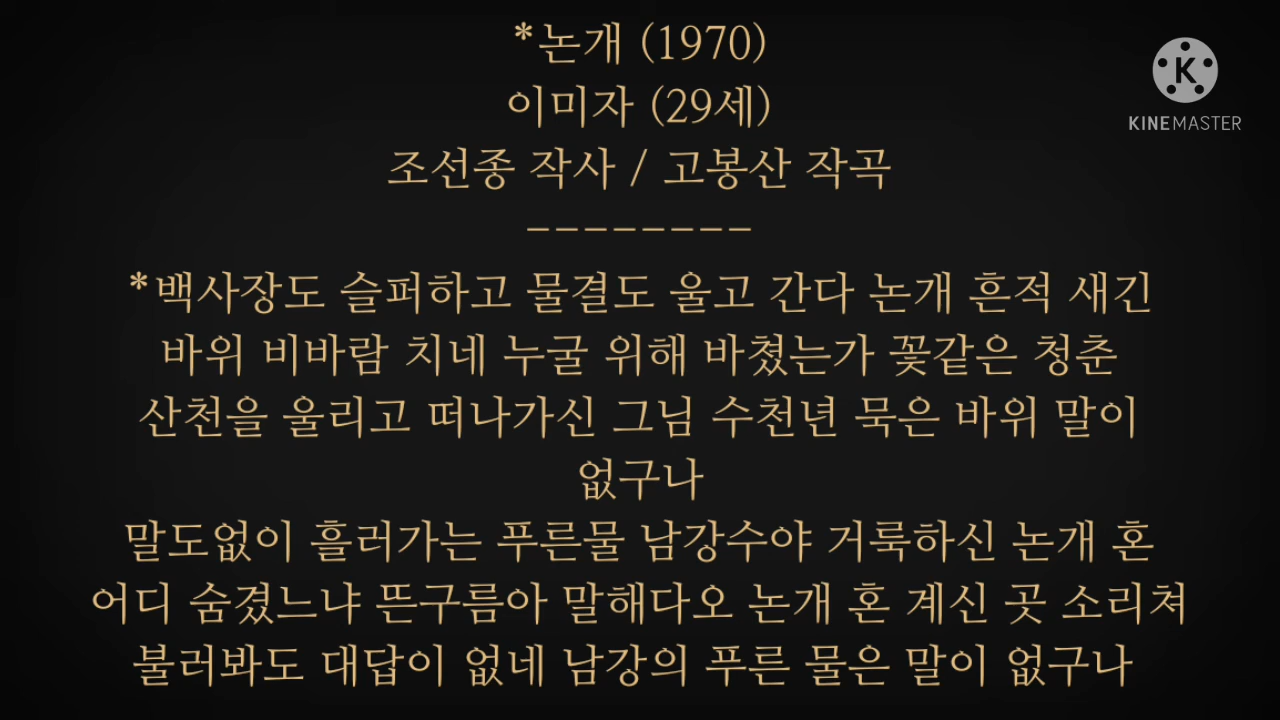 *논개 (1970)
이미자 (29세)
조선종 작사 / 고봉산 작곡
--------
*백사장도 슬퍼하고 물결도 울고 간다 논개 흔적 새긴
바위 비바람 치네 누굴 위해 바쳤는가 꽃같은 청춘
산천을 울리고 떠나가신 그님 수천년 묵은 바위 말이
없구나
말도없이 흘러가는 푸른물 남강수야 거룩하신 논개 혼
어디 숨겼느냐 뜬구름아 말해다오 논개 혼 계신 곳 소리쳐
불러봐도 대답이 없네 남강의 푸른 물은 말이 없구나
K
KINEMASTER